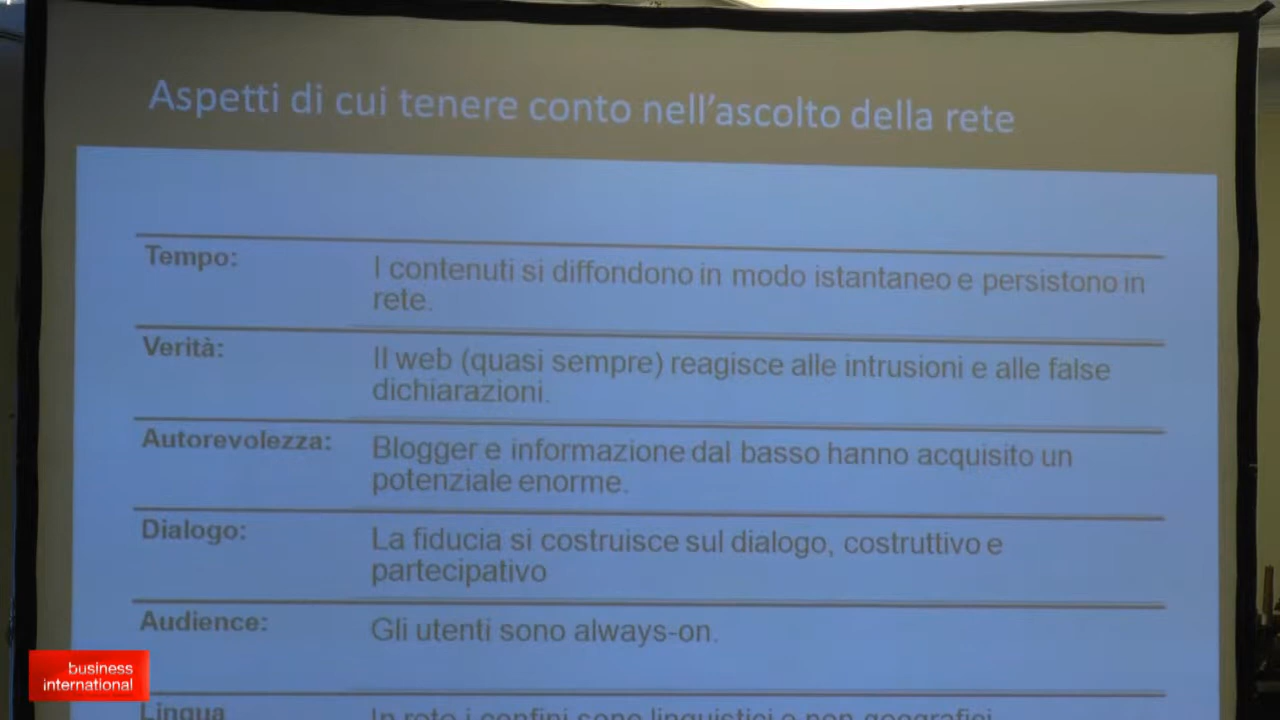 Aspetti di cui tenere conto nell'ascolto della rete
Tempo:
I contenuti si diffondono in modo istantaneo e persistono in
rete.
Verità:
Il web (quasi sempre) reagisce alle intrusioni e alle false
dichiarazioni.
Autorevolezza:
Blogger e informazione dal basso hanno acquisito un
potenziale enorme.
Dialogo:
La fiducia si costruisce sul dialogo, costruttivo e
partecipativo
Audience:
Gli utenti sono always-on.
Lingua
In rete i confini sono linguistici e non geografici
business
international